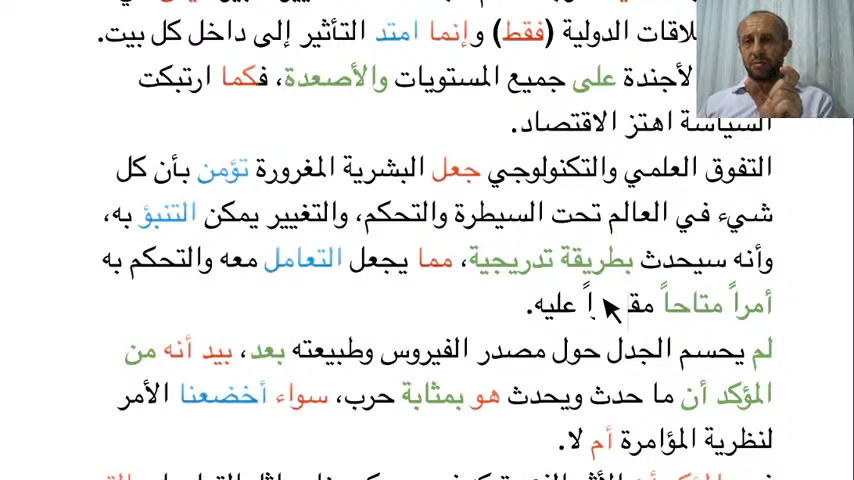 لاقات الدولية (فقط) وإنما امتد التأثير إلى داخل كل بيت.
لأجندة على جميع المستويات والأصعدة، فكما ارتبكت
السياسة اهتز الاقتصاد.
التفوق العلمي والتكنولوجي جعل البشرية المغرورة تؤمن بأن كل
شيء في العالم تحت السيطرة والتحكم، والتغيير يمكن التنبؤ به،
وأنه سيحدث بطريقة تدريجية، مما يجعل التعامل معه والتحكم به
أمراً متاحاً عليه.
لم يحسم الجدل حول مصدر الفيروس وطبيعته بعد، بيد أنه من
المؤكد أن ما حدث ويحدث هو بمثابة حرب، سواء أخضعنا الأمر
لنظرية المؤامرة أم لا.